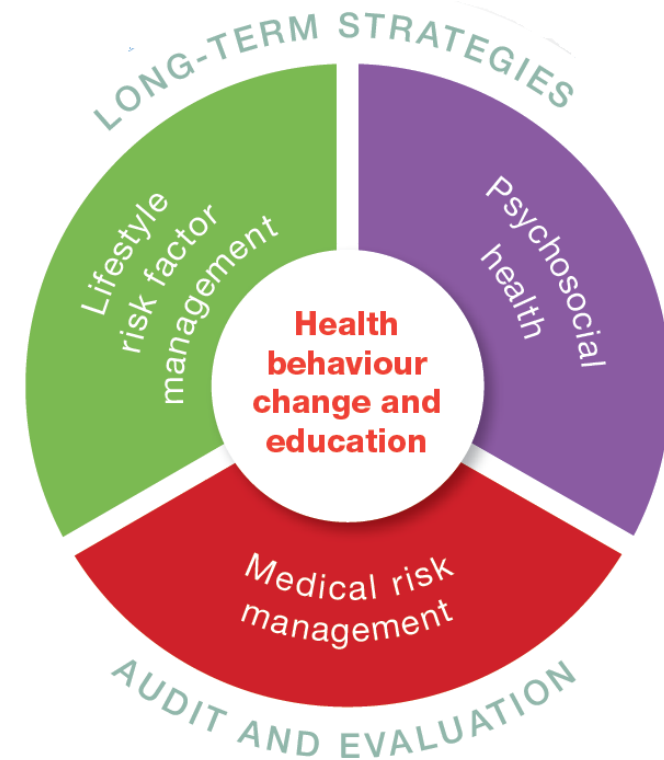 LONG-TERM STRATEGIES
Lifestyle
risk factor
management
Psychosocial
health
Health
behaviour
change and
education
Medical risk
management
AUDIT AND EVALUATION